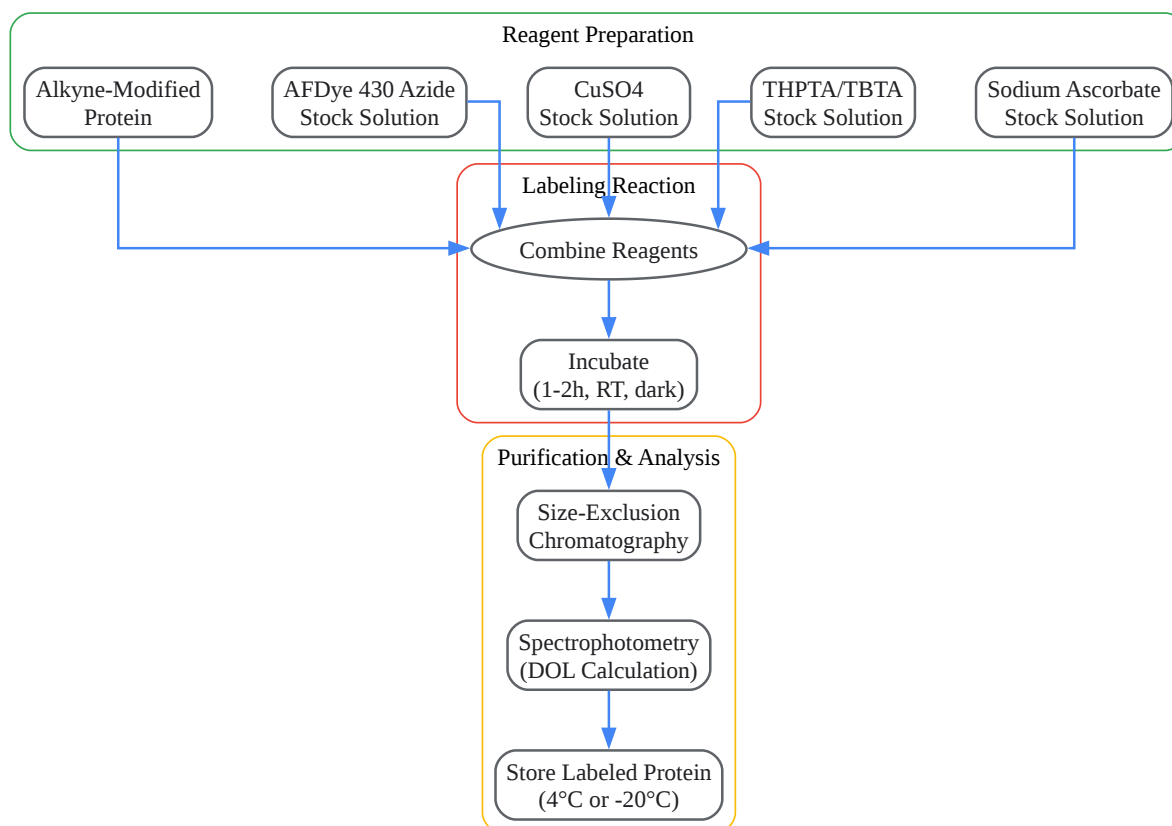 Reagent Preparation
Alkyne-Modified
Protein
AFDye 430 Azide
Stock Solution
CuSO4
Stock Solution
THPTA/TBTA
Stock Solution
Sodium Ascorbate
Stock Solution
Labeling Reaction
Combine Reagents
Incubate
(1-2h, RT, dark)
Purification & Analysis
Size-Exclusion
Chromatography
Spectrophotometry
(DOL Calculation)
Store Labeled Protein
(4°C or -20°C)